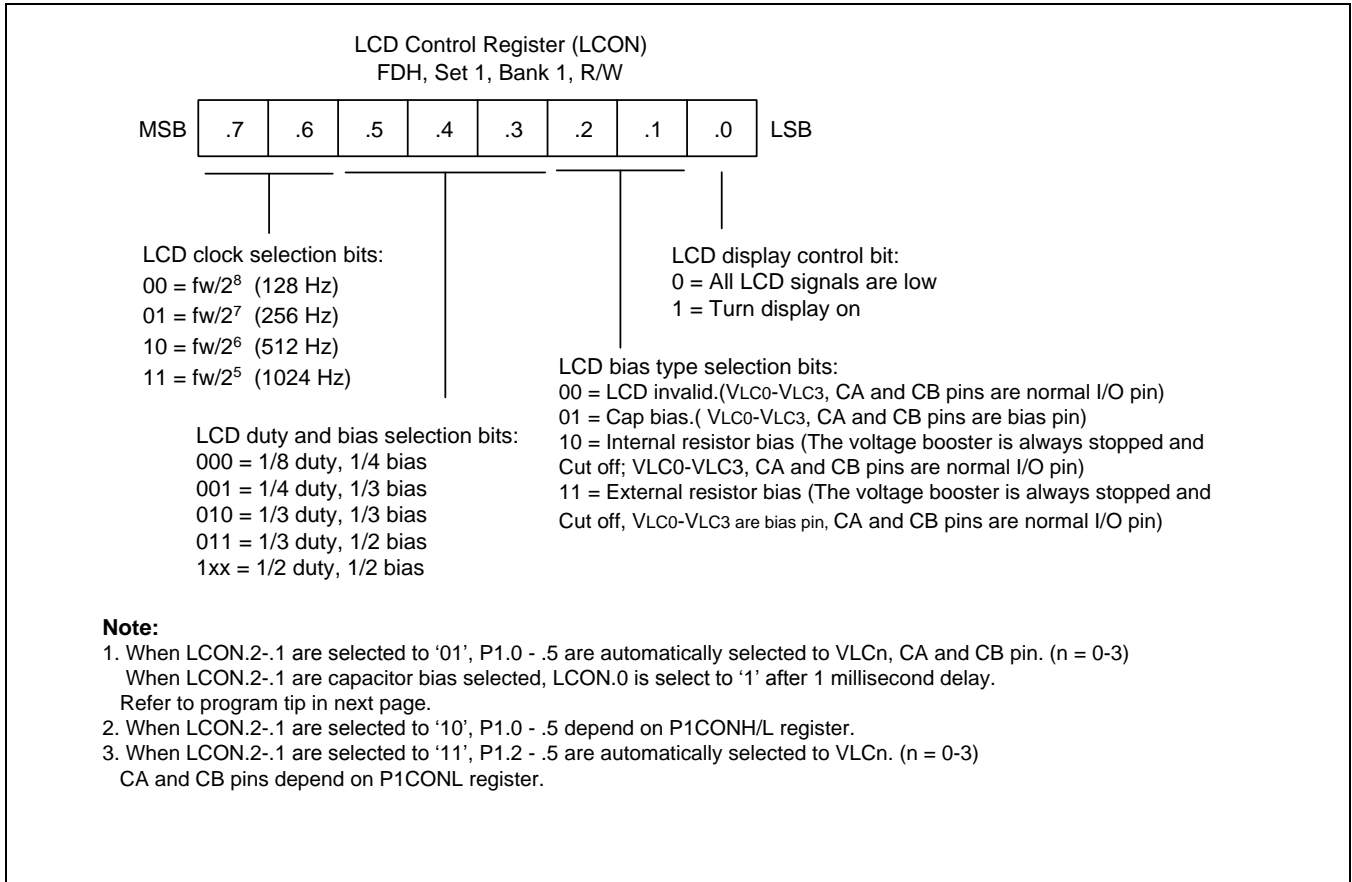 LCD Control Register (LCON)
FDH, Set 1, Bank 1, R/W
MSB .7 .6 .5 .4 .3 .2 .1 .0 LSB
LCD clock selection bits:
00 = fw/2⁸ (128 Hz)
01 = fw/2⁷ (256 Hz)
10 = fw/2⁶ (512 Hz)
11 = fw/2⁵ (1024 Hz)
LCD duty and bias selection bits:
000 = 1/8 duty, 1/4 bias
001 = 1/4 duty, 1/3 bias
010 = 1/3 duty, 1/3 bias
011 = 1/3 duty, 1/2 bias
1xx = 1/2 duty, 1/2 bias
LCD display control bit:
0 = All LCD signals are low
1 = Turn display on
LCD bias type selection bits:
00 = LCD invalid.(VLC0-VLC3, CA and CB pins are normal I/O pin)
01 = Cap bias.( VLC0-VLC3, CA and CB pins are bias pin)
10 = Internal resistor bias (The voltage booster is always stopped and
Cut off; VLC0-VLC3, CA and CB pins are normal I/O pin)
11 = External resistor bias (The voltage booster is always stopped and
Cut off, VLC0-VLC3 are bias pin, CA and CB pins are normal I/O pin)
Note:
1. When LCON.2-.1 are selected to ‘01’, P1.0 - .5 are automatically selected to VLCn, CA and CB pin. (n = 0-3)
When LCON.2-.1 are capacitor bias selected, LCON.0 is select to ‘1’ after 1 millisecond delay.
Refer to program tip in next page.
2. When LCON.2-.1 are selected to ‘10’, P1.0 - .5 depend on P1CONH/L register.
3. When LCON.2-.1 are selected to ‘11’, P1.2 - .5 are automatically selected to VLCn. (n = 0-3)
CA and CB pins depend on P1CONL register.